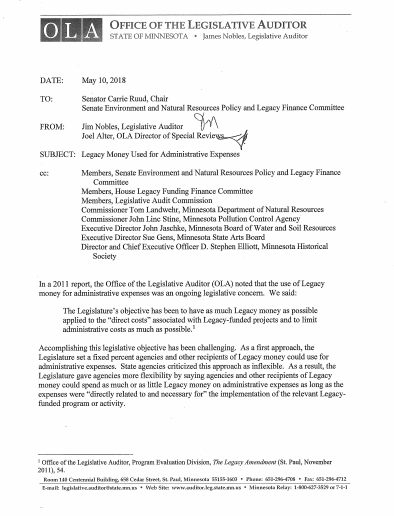 OLA
OFFICE OF THE LEGISLATIVE AUDITOR
STATE OF MINNESOTA • James Nobles, Legislative Auditor
DATE: May 10, 2018
TO: Senator Carrie Ruud, Chair
Senate Environment and Natural Resources Policy and Legacy Finance Committee
FROM: Jim Nobles, Legislative Auditor
Joel Alter, OLA Director of Special Reviews
SUBJECT: Legacy Money Used for Administrative Expenses
cc: Members, Senate Environment and Natural Resources Policy and Legacy Finance
Committee
Members, House Legacy Funding Finance Committee
Members, Legislative Audit Commission
Commissioner Tom Landwehr, Minnesota Department of Natural Resources
Commissioner John Linc Stine, Minnesota Pollution Control Agency
Executive Director John Jaschke, Minnesota Board of Water and Soil Resources
Executive Director Sue Gens, Minnesota State Arts Board
Director and Chief Executive Officer D. Stephen Elliott, Minnesota Historical
Society
In a 2011 report, the Office of the Legislative Auditor (OLA) noted that the use of Legacy
money for administrative expenses was an ongoing legislative concern. We said:
The Legislature's objective has been to have as much Legacy money as possible
applied to the "direct costs" associated with Legacy-funded projects and to limit
administrative costs as much as possible.¹
Accomplishing this legislative objective has been challenging. As a first approach, the
Legislature set a fixed percent agencies and other recipients of Legacy money could use for
administrative expenses. State agencies criticized this approach as inflexible. As a result, the
Legislature gave agencies more flexibility by saying agencies and other recipients of Legacy
money could spend as much or as little Legacy money on administrative expenses as long as the
expenses were "directly related to and necessary for" the implementation of the relevant Legacy-
funded program or activity.
¹ Office of the Legislative Auditor, Program Evaluation Division, The Legacy Amendment (St. Paul, November
2011), 54.
Room 140 Centennial Building, 658 Cedar Street, St. Paul, Minnesota 55155-1603 • Phone: 651-296-4708 • Fax: 651-296-4712
E-mail: legislative.auditor@state.mn.us • Web Site: www.auditor.leg.state.mn.us • Minnesota Relay: 1-800-627-3529 or 7-1-1